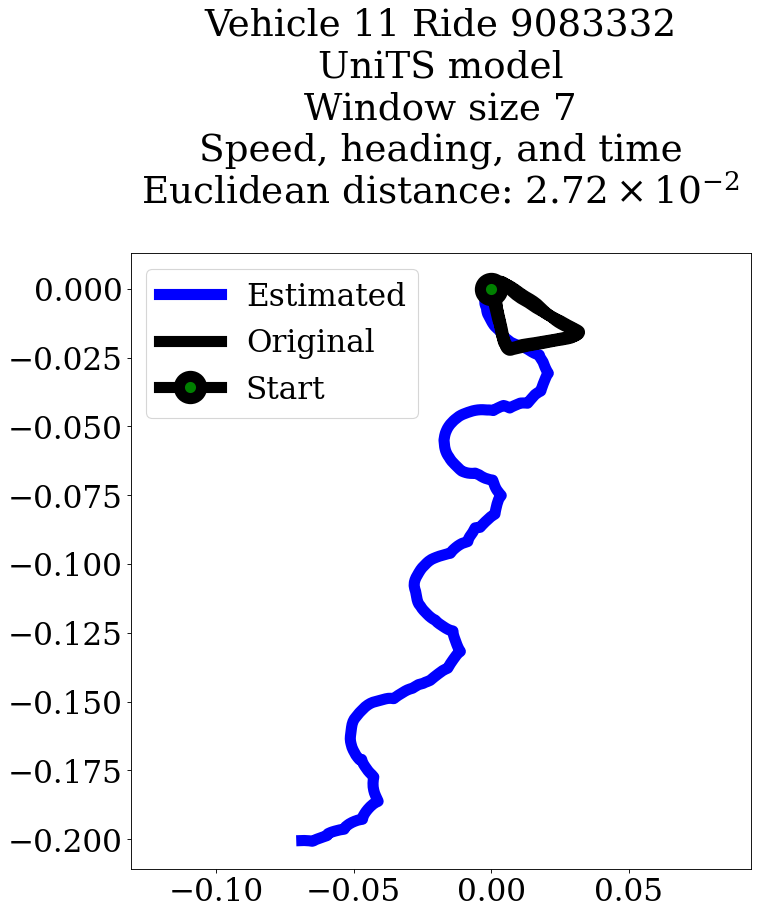 Vehicle 11 Ride 9083332
UniTS model
Window size 7
Speed, heading, and time
Euclidean distance: 2.72 × 10⁻²
Estimated
Original
Start
0.000
−0.025
−0.050
−0.075
−0.100
−0.125
−0.150
−0.175
−0.200
−0.10 −0.05 0.00 0.05